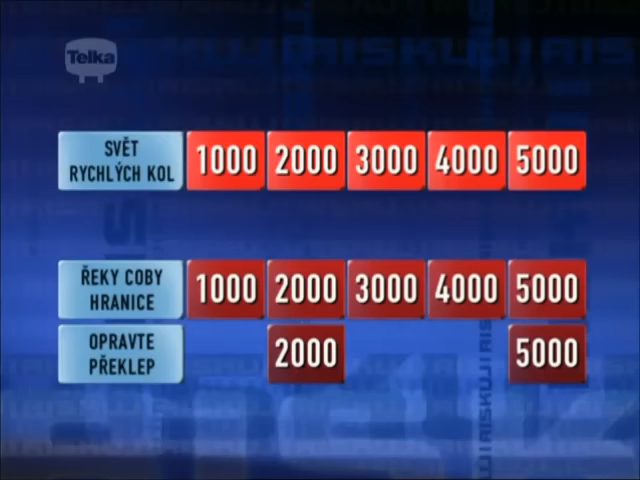 Telka
SVĚT
RYCHLÝCH KOL
1000 2000 3000 4000 5000
ŘEKY COBY
HRANICE
1000 2000 3000 4000 5000
OPRAVTE
PŘEKLEP
2000 5000